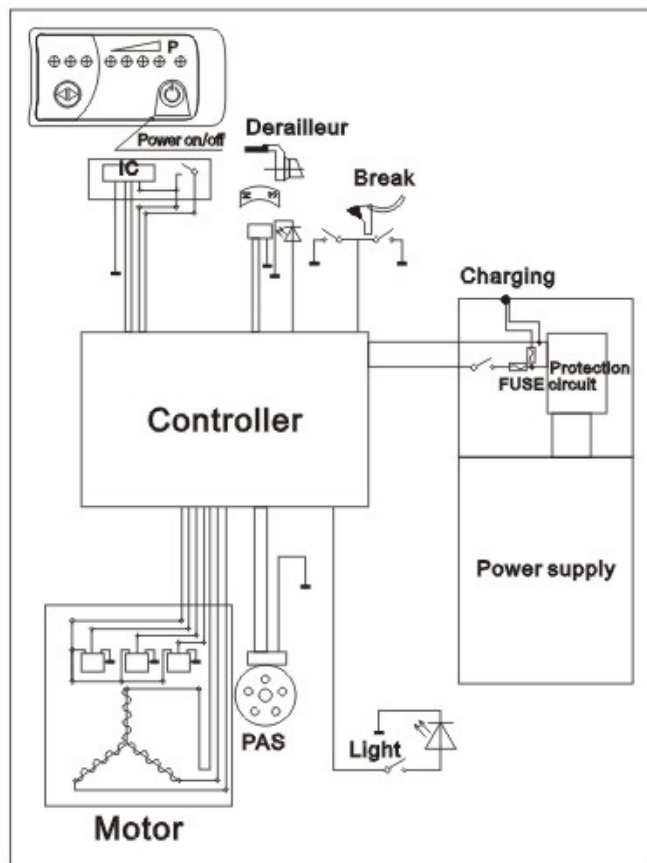 P
Power on/off
IC
Derailleur
N S
Break
Charging
Protection
FUSE circuit
Controller
Power supply
PAS
Light
Motor